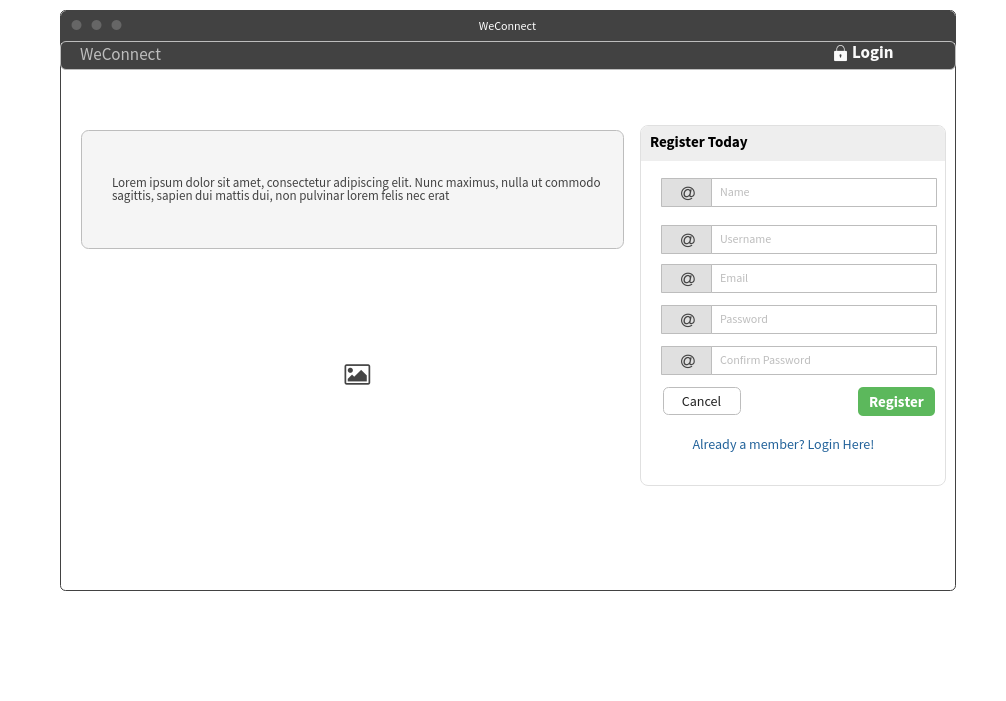 WeConnect
WeConnect
Login
Lorem ipsum dolor sit amet, consectetur adipiscing elit. Nunc maximus, nulla ut commodo
sagittis, sapien dui mattis dui, non pulvinar lorem felis nec erat
Register Today
@ Name
@ Username
@ Email
@ Password
@ Confirm Password
Cancel
Register
Already a member? Login Here!